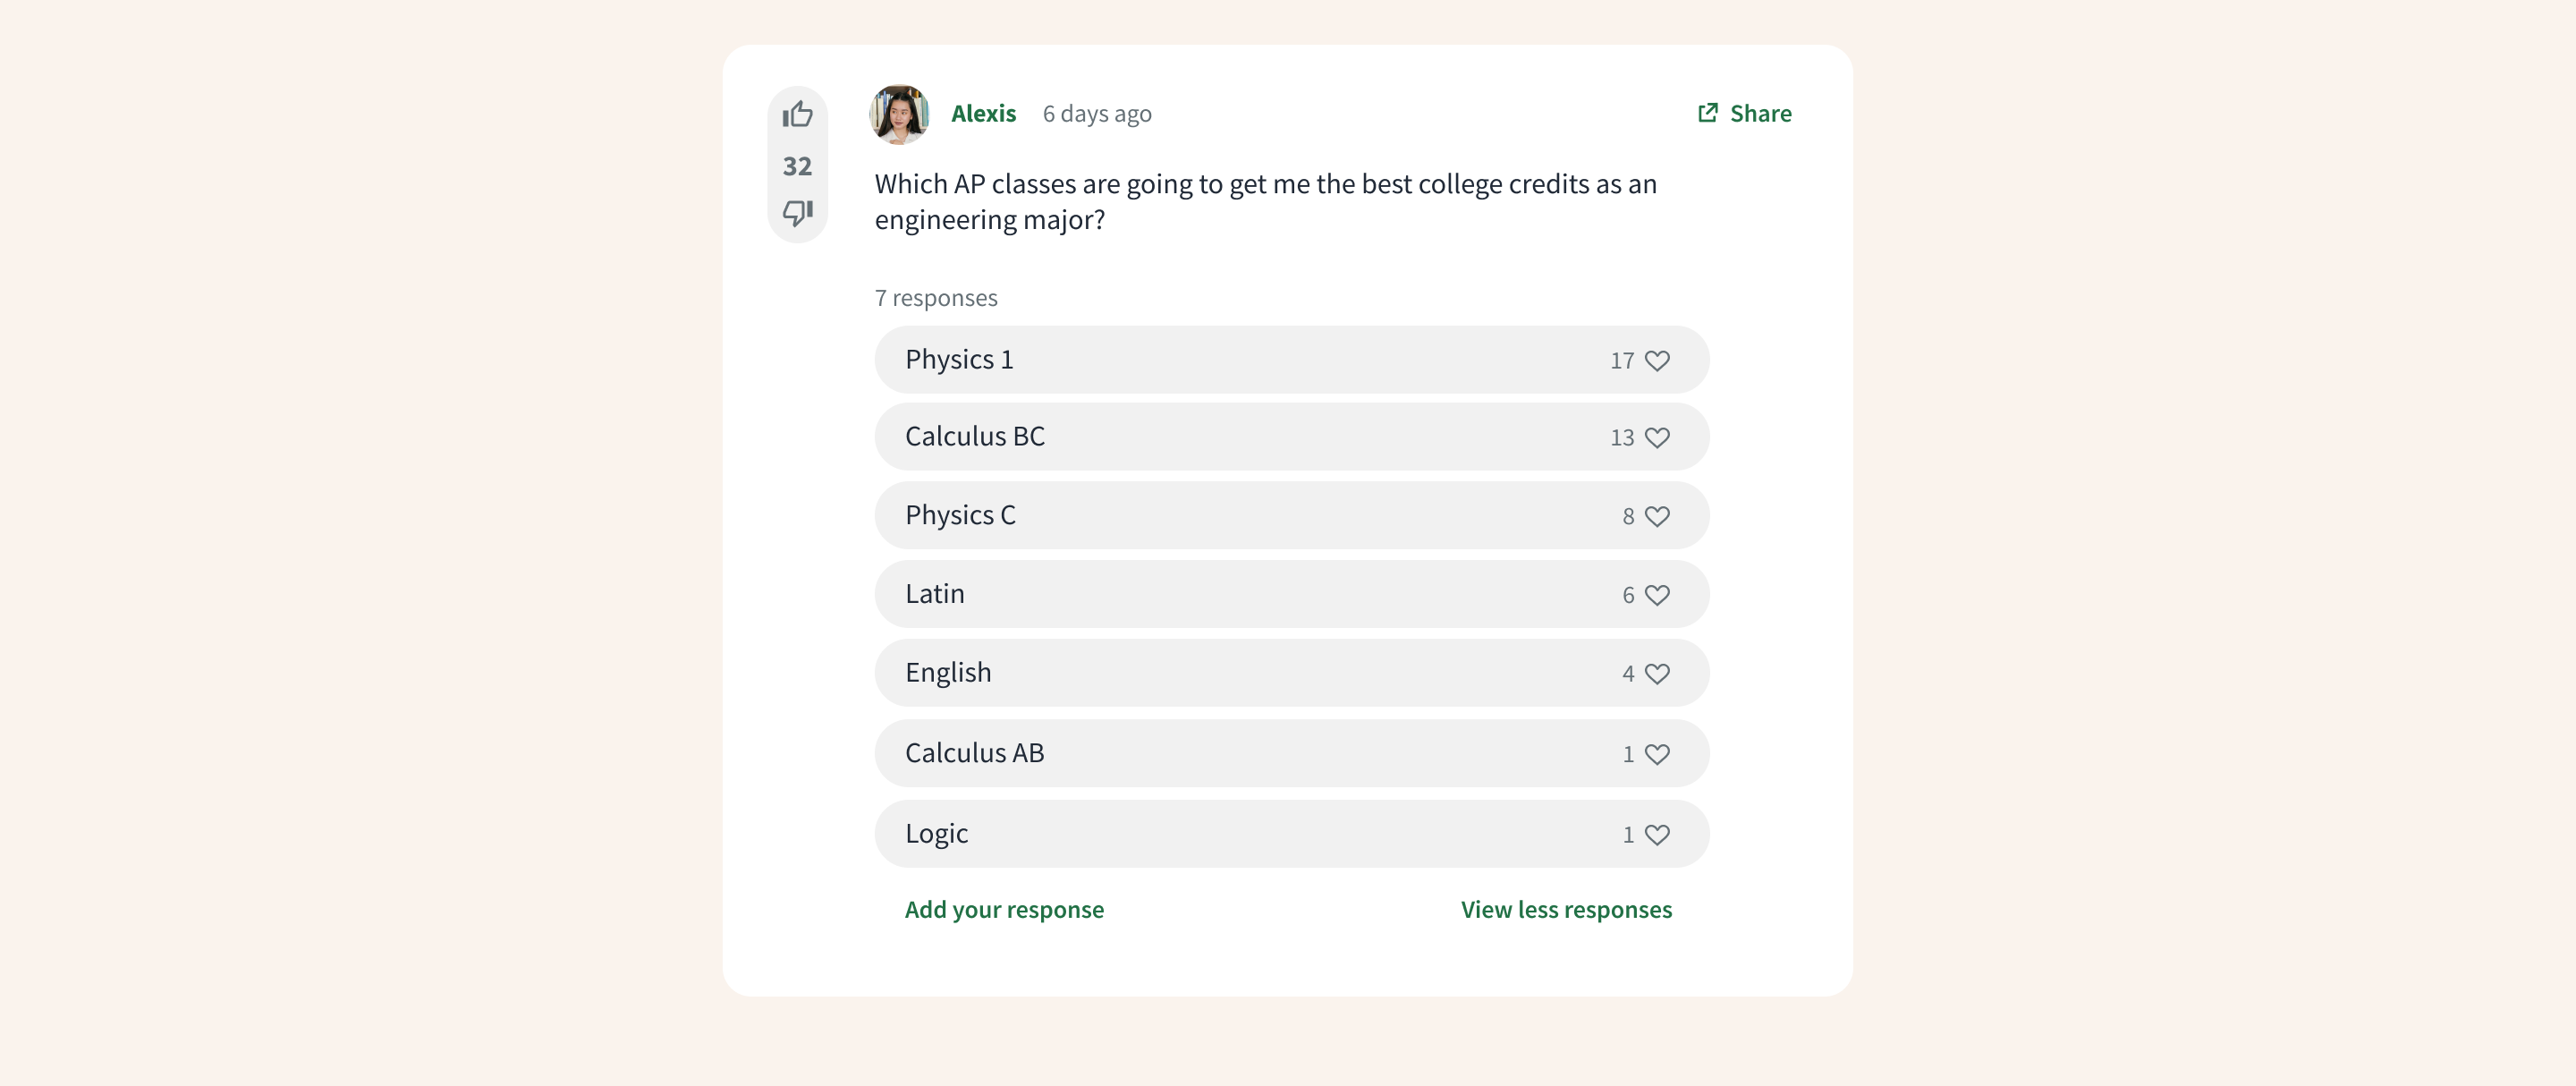 32
Alexis 6 days ago
Share
Which AP classes are going to get me the best college credits as an
engineering major?
7 responses
Physics 1 17
Calculus BC 13
Physics C 8
Latin 6
English 4
Calculus AB 1
Logic 1
Add your response
View less responses